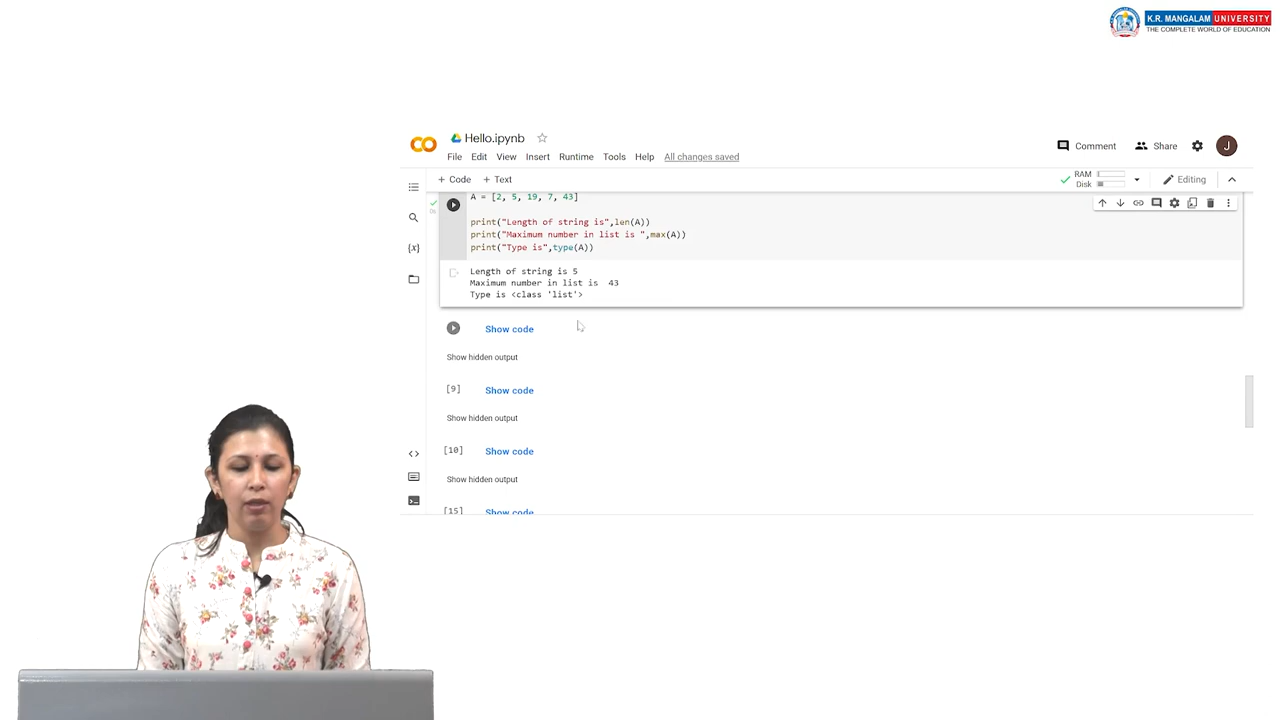 K.R. MANGALAM UNIVERSITY
THE COMPLETE WORLD OF EDUCATION
Hello.ipynb
File Edit View Insert Runtime Tools Help All changes saved
Comment Share J
+ Code + Text
RAM
Disk
Editing
A = [2, 5, 19, 7, 43]
print("Length of string is",len(A))
print("Maximum number in list is ",max(A))
print("Type is",type(A))
Length of string is 5
Maximum number in list is  43
Type is <class 'list'>
Show code
Show hidden output
[9] Show code
Show hidden output
[10] Show code
Show hidden output
[15] Show code